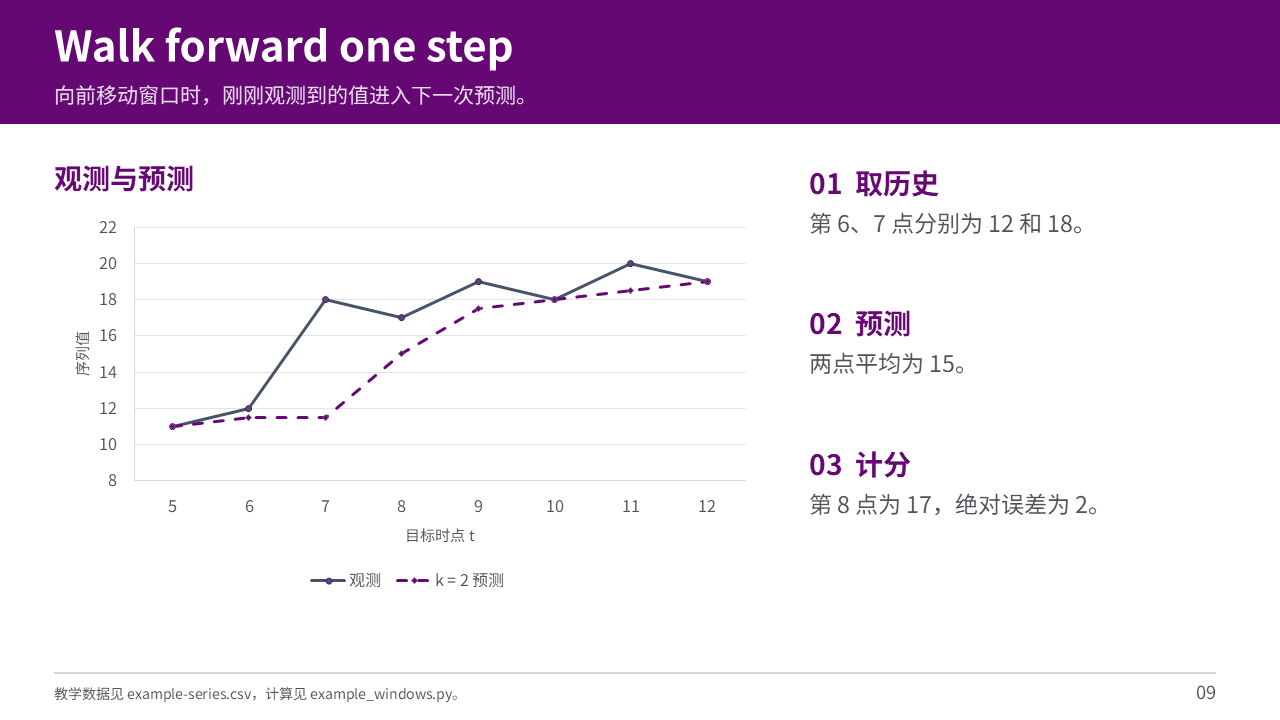 Walk forward one step
向前移动窗口时，刚刚观测到的值进入下一次预测。
观测与预测
22
20
18
16
14
12
10
8
序列值
5 6 7 8 9 10 11 12
目标时点 t
观测 k = 2 预测
01 取历史
第 6、7 点分别为 12 和 18。
02 预测
两点平均为 15。
03 计分
第 8 点为 17，绝对误差为 2。
教学数据见 example-series.csv，计算见 example_windows.py。
09